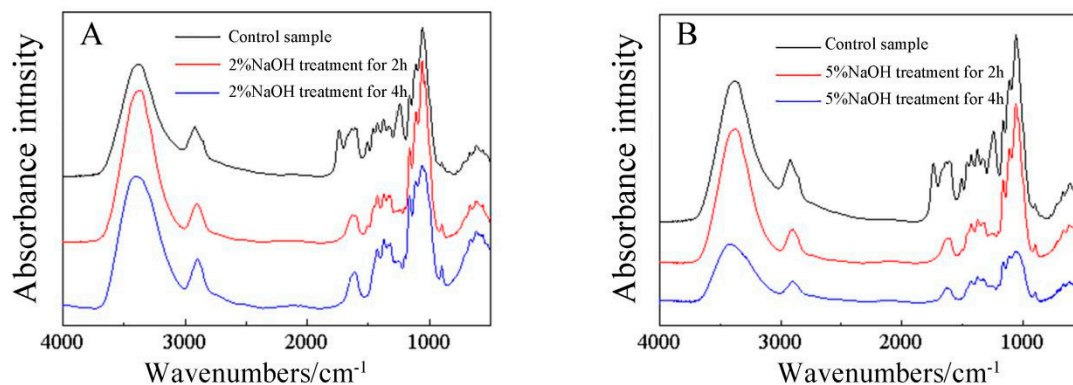 A
Control sample
2%NaOH treatment for 2h
2%NaOH treatment for 4h
Absorbance intnsity
4000 3000 2000 1000
Wavenumbers/cm⁻¹
B
Control sample
5%NaOH treatment for 2h
5%NaOH treatment for 4h
Absorbance intnsity
4000 3000 2000 1000
Wavenumbers/cm⁻¹